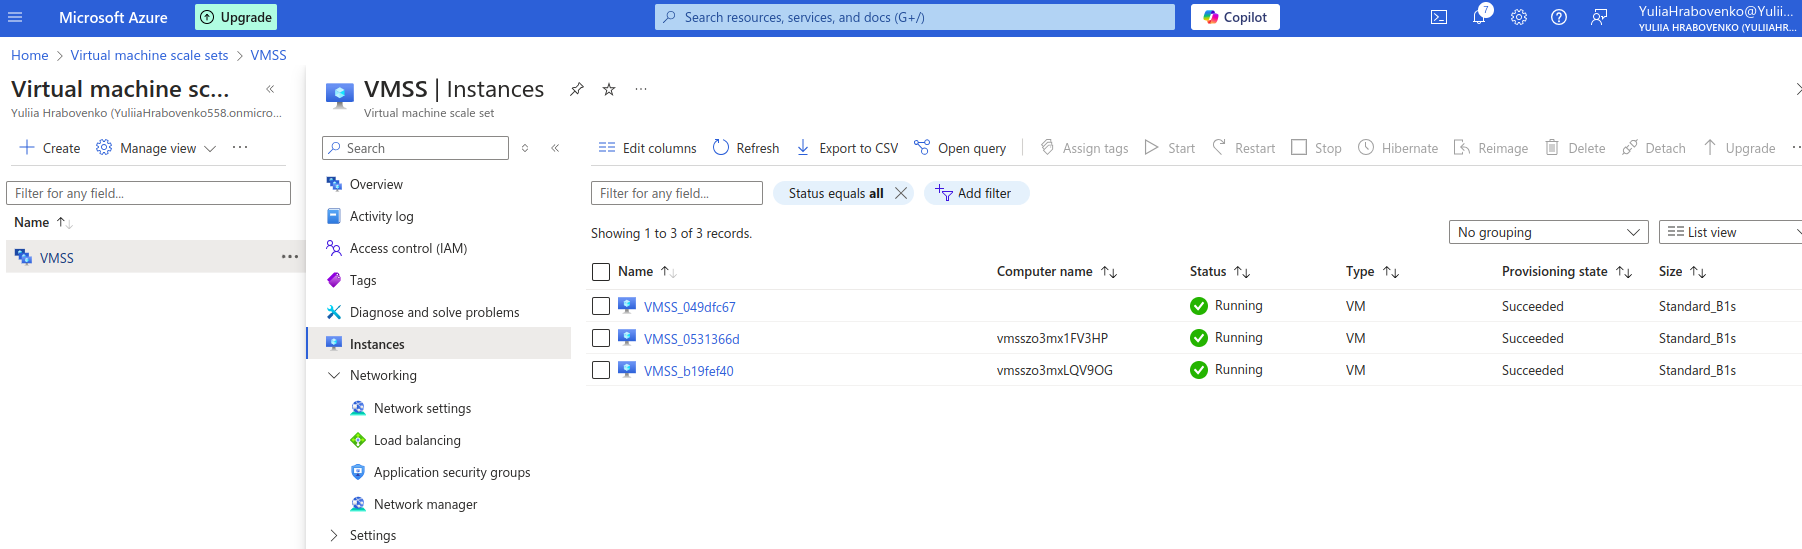 Microsoft Azure
Upgrade
Search resources, services, and docs (G+/)
Copilot
7
YuliaHrabovenko@Yulii...
YULIIA HRABOVENKO (YULIIAHR...
Home > Virtual machine scale sets > VMSS
Virtual machine sc...
Yuliia Hrabovenko (YuliiaHrabovenko558.onmicro...
Create
Manage view
Filter for any field...
Name
VMSS
VMSS | Instances
Virtual machine scale set
Search
Overview
Activity log
Access control (IAM)
Tags
Diagnose and solve problems
Instances
Networking
Network settings
Load balancing
Application security groups
Network manager
Settings
Edit columns Refresh Export to CSV Open query Assign tags Start Restart Stop Hibernate Reimage Delete Detach Upgrade
Filter for any field... Status equals all Add filter
Showing 1 to 3 of 3 records.
No grouping List view
Name Computer name Status Type Provisioning state Size
VMSS_049dfc67 Running VM Succeeded Standard_B1s
VMSS_0531366d vmsszo3mx1FV3HP Running VM Succeeded Standard_B1s
VMSS_b19fef40 vmsszo3mxLQV9OG Running VM Succeeded Standard_B1s